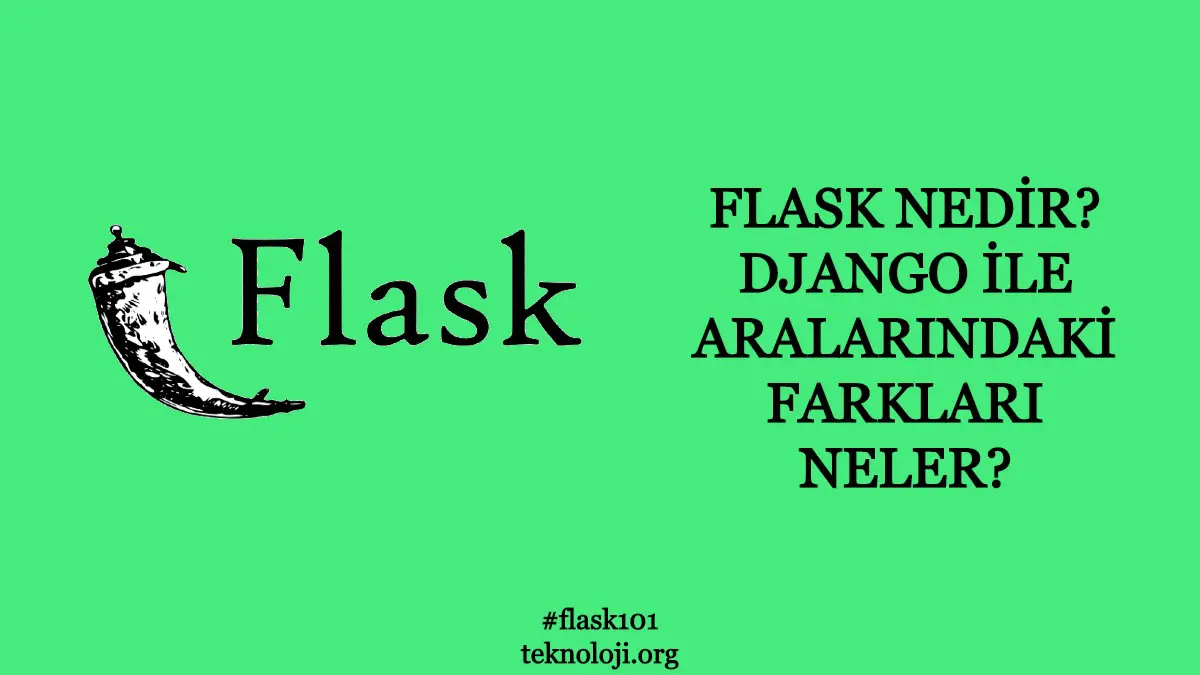 Flask
FLASK NEDİR?
DJANGO İLE
ARALARINDAKİ
FARKLARI
NELER?
#flask101
teknoloji.org